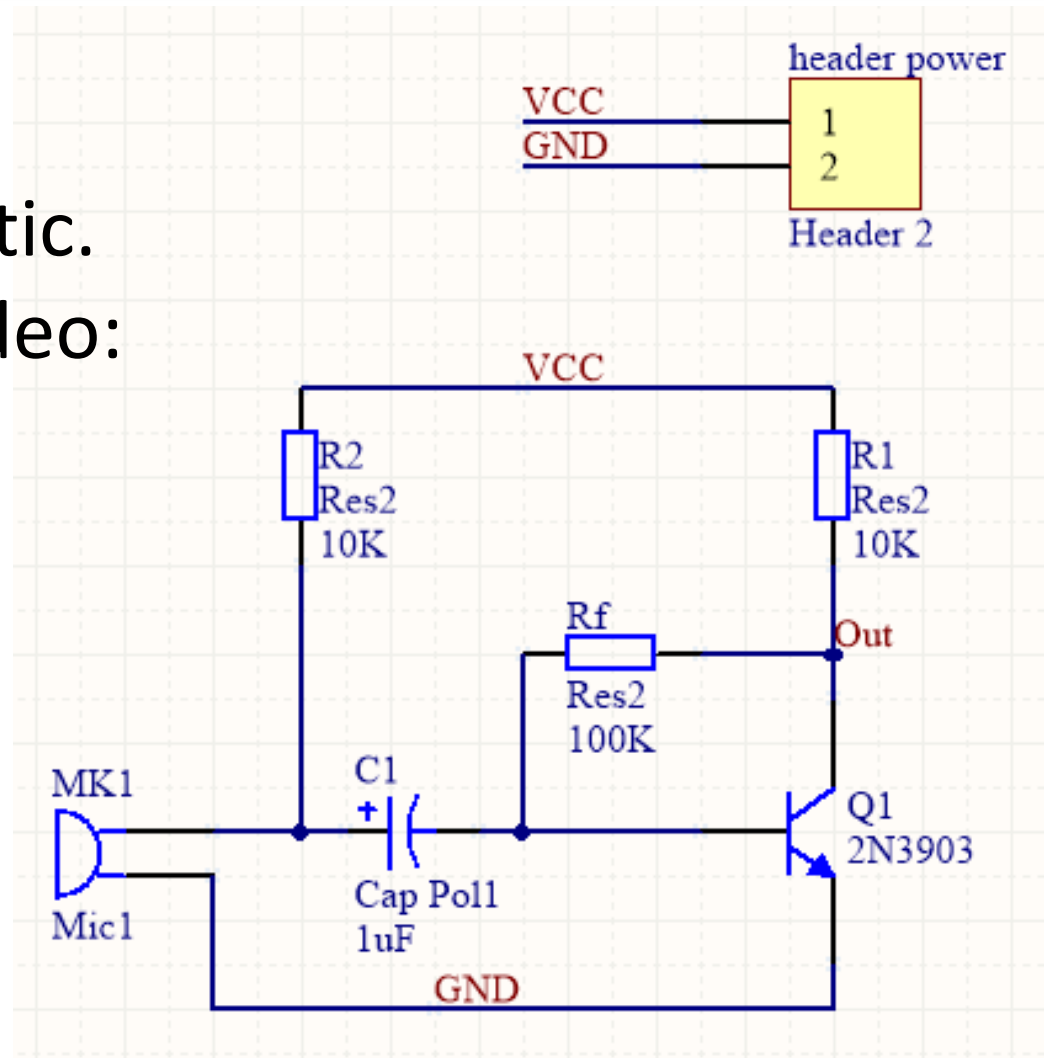 header power
VCC
1
GND
2
Header 2
tic.
deo:
VCC
R2
Res2
10K
R1
Res2
10K
Rf
Res2
100K
Out
MK1
Mic1
C1
+
Cap Pol1
1uF
Q1
2N3903
GND